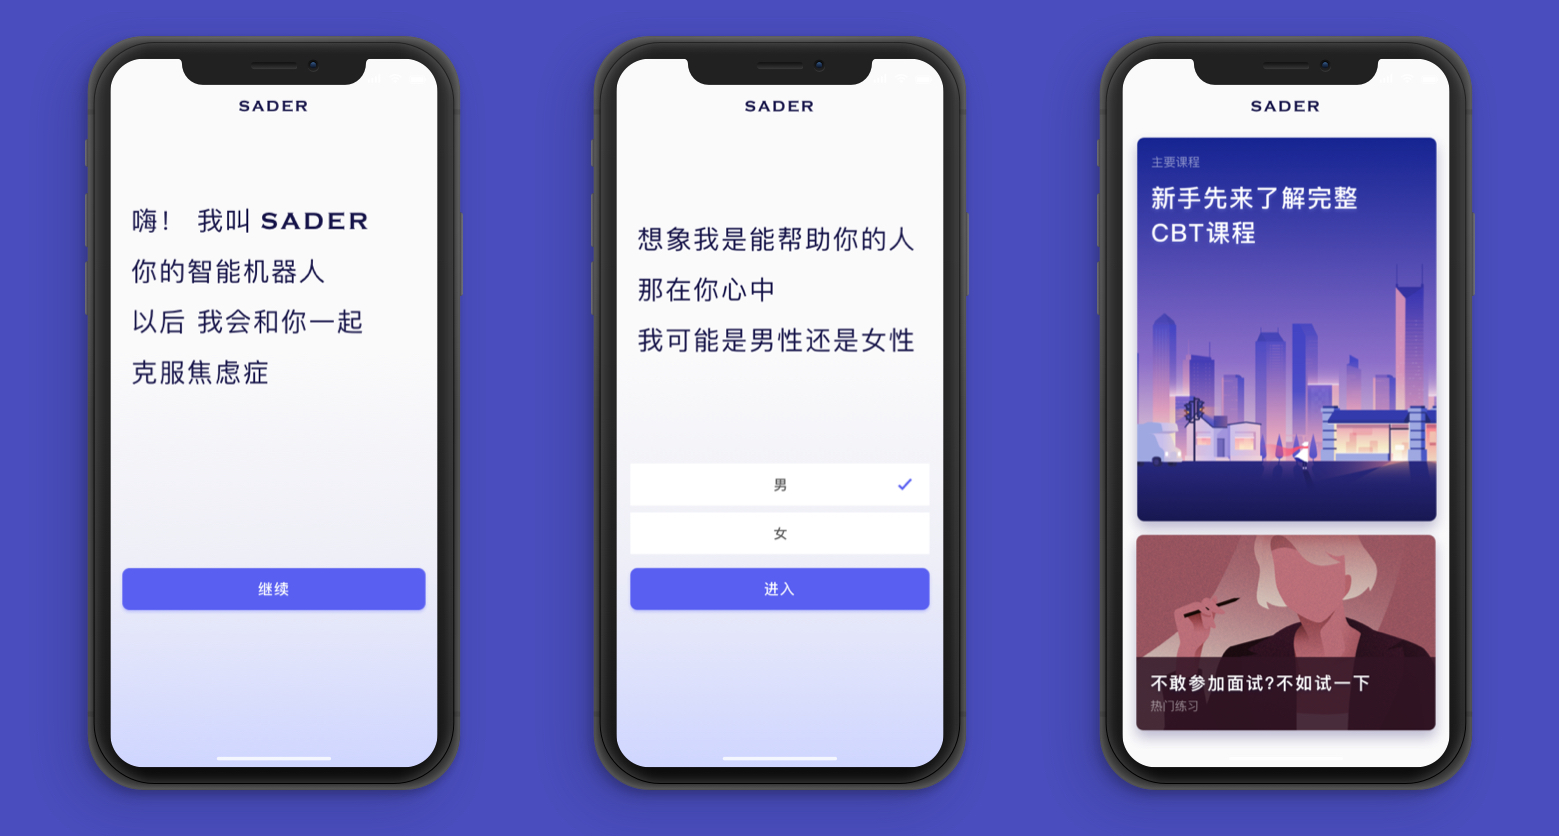 SADER
嗨！ 我叫 SADER
你的智能机器人
以后 我会和你一起
克服焦虑症
继续
SADER
想象我是能帮助你的人
那在你心中
我可能是男性还是女性
男
女
进入
SADER
主要课程
新手先来了解完整
CBT课程
不敢参加面试?不如试一下
热门练习